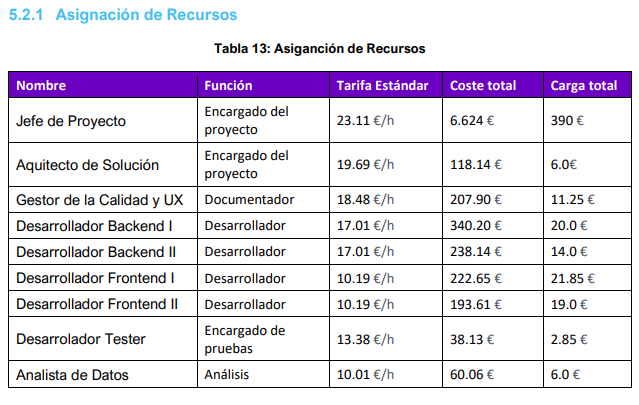 5.2.1 Asignación de Recursos
Tabla 13: Asiganción de Recursos
Nombre Función Tarifa Estándar Coste total Carga total
Jefe de Proyecto Encargado del proyecto 23.11 €/h 6.624 € 390 €
Aquitecto de Solución Encargado del proyecto 19.69 €/h 118.14 € 6.0€
Gestor de la Calidad y UX Documentador 18.48 €/h 207.90 € 11.25 €
Desarrollador Backend I Desarrollador 17.01 €/h 340.20 € 20.0 €
Desarrollador Backend II Desarrollador 17.01 €/h 238.14 € 14.0 €
Desarrollador Frontend I Desarrollador 10.19 €/h 222.65 € 21.85 €
Desarrollador Frontend II Desarrollador 10.19 €/h 193.61 € 19.0 €
Desarrolador Tester Encargado de pruebas 13.38 €/h 38.13 € 2.85 €
Analista de Datos Análisis 10.01 €/h 60.06 € 6.0 €